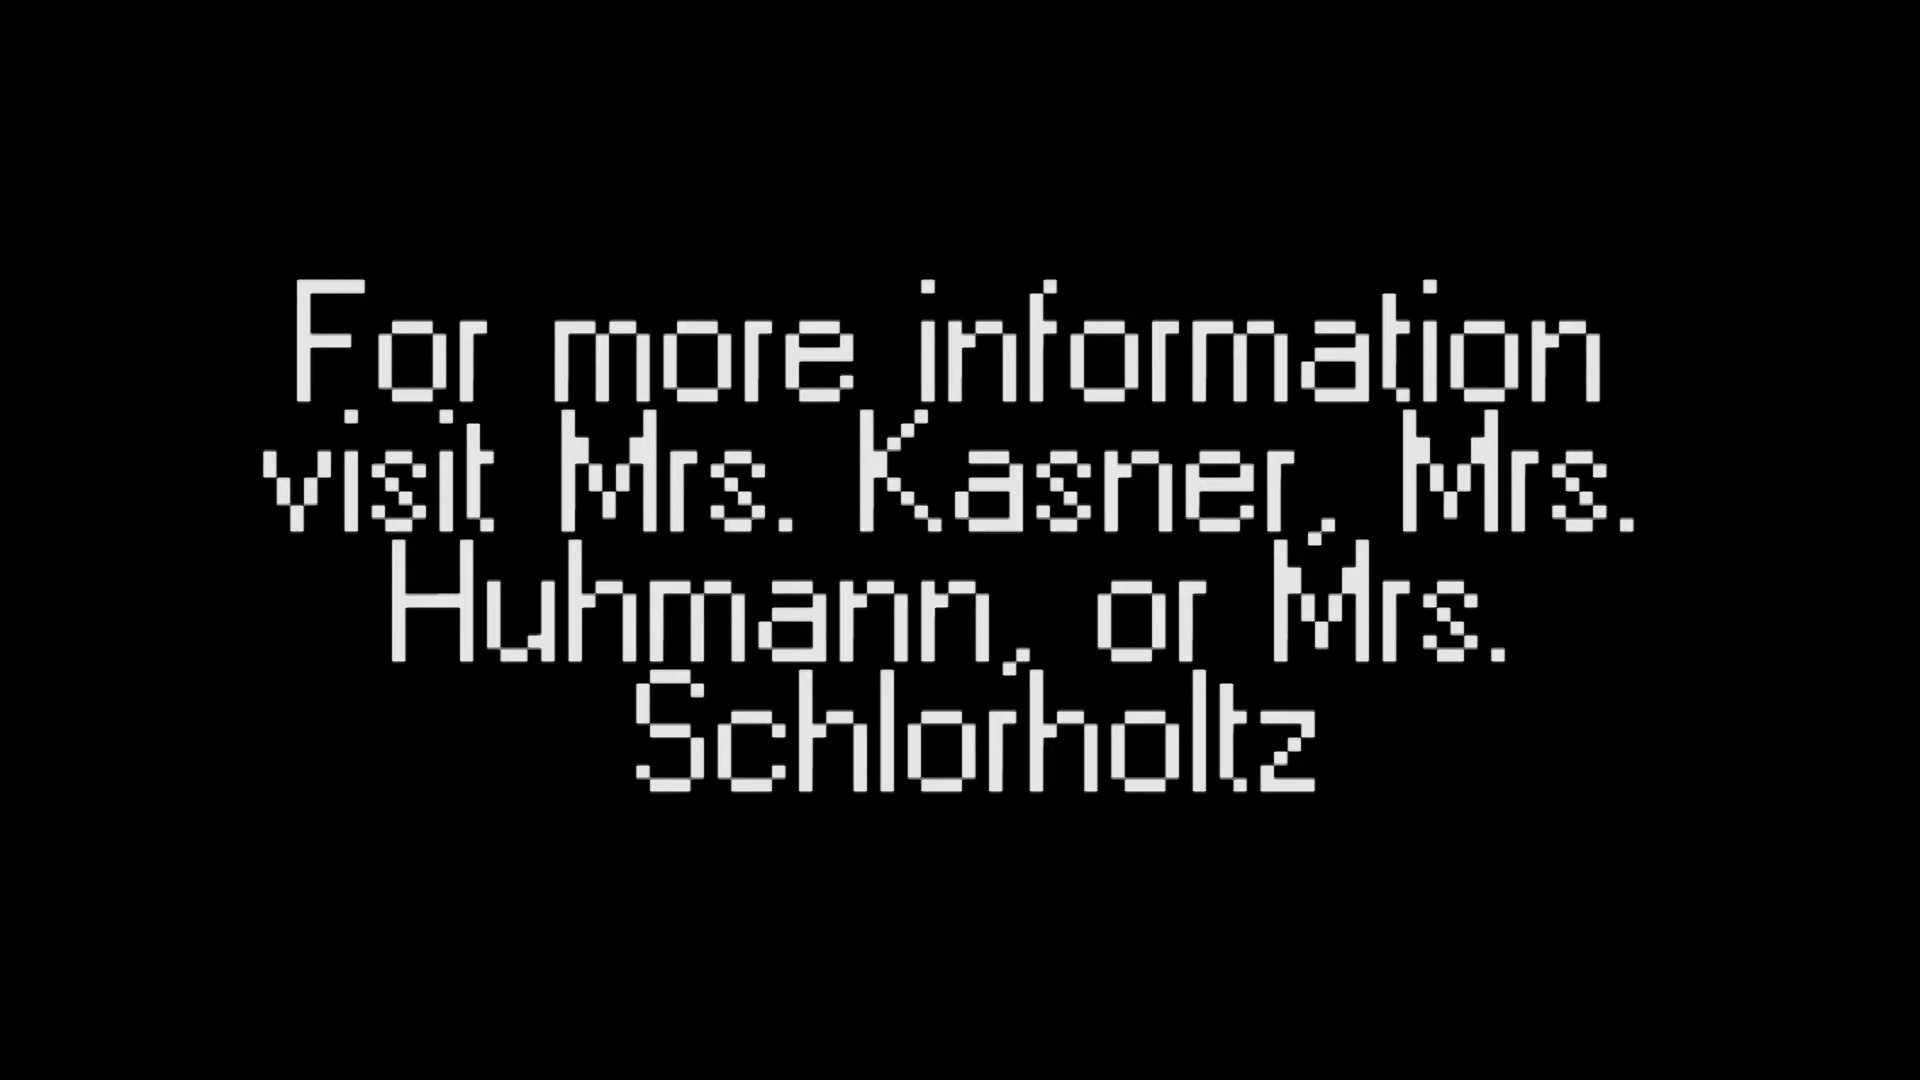 For more information
visit Mrs. Kasner, Mrs.
Huhmann, or Mrs.
Schlorholtz